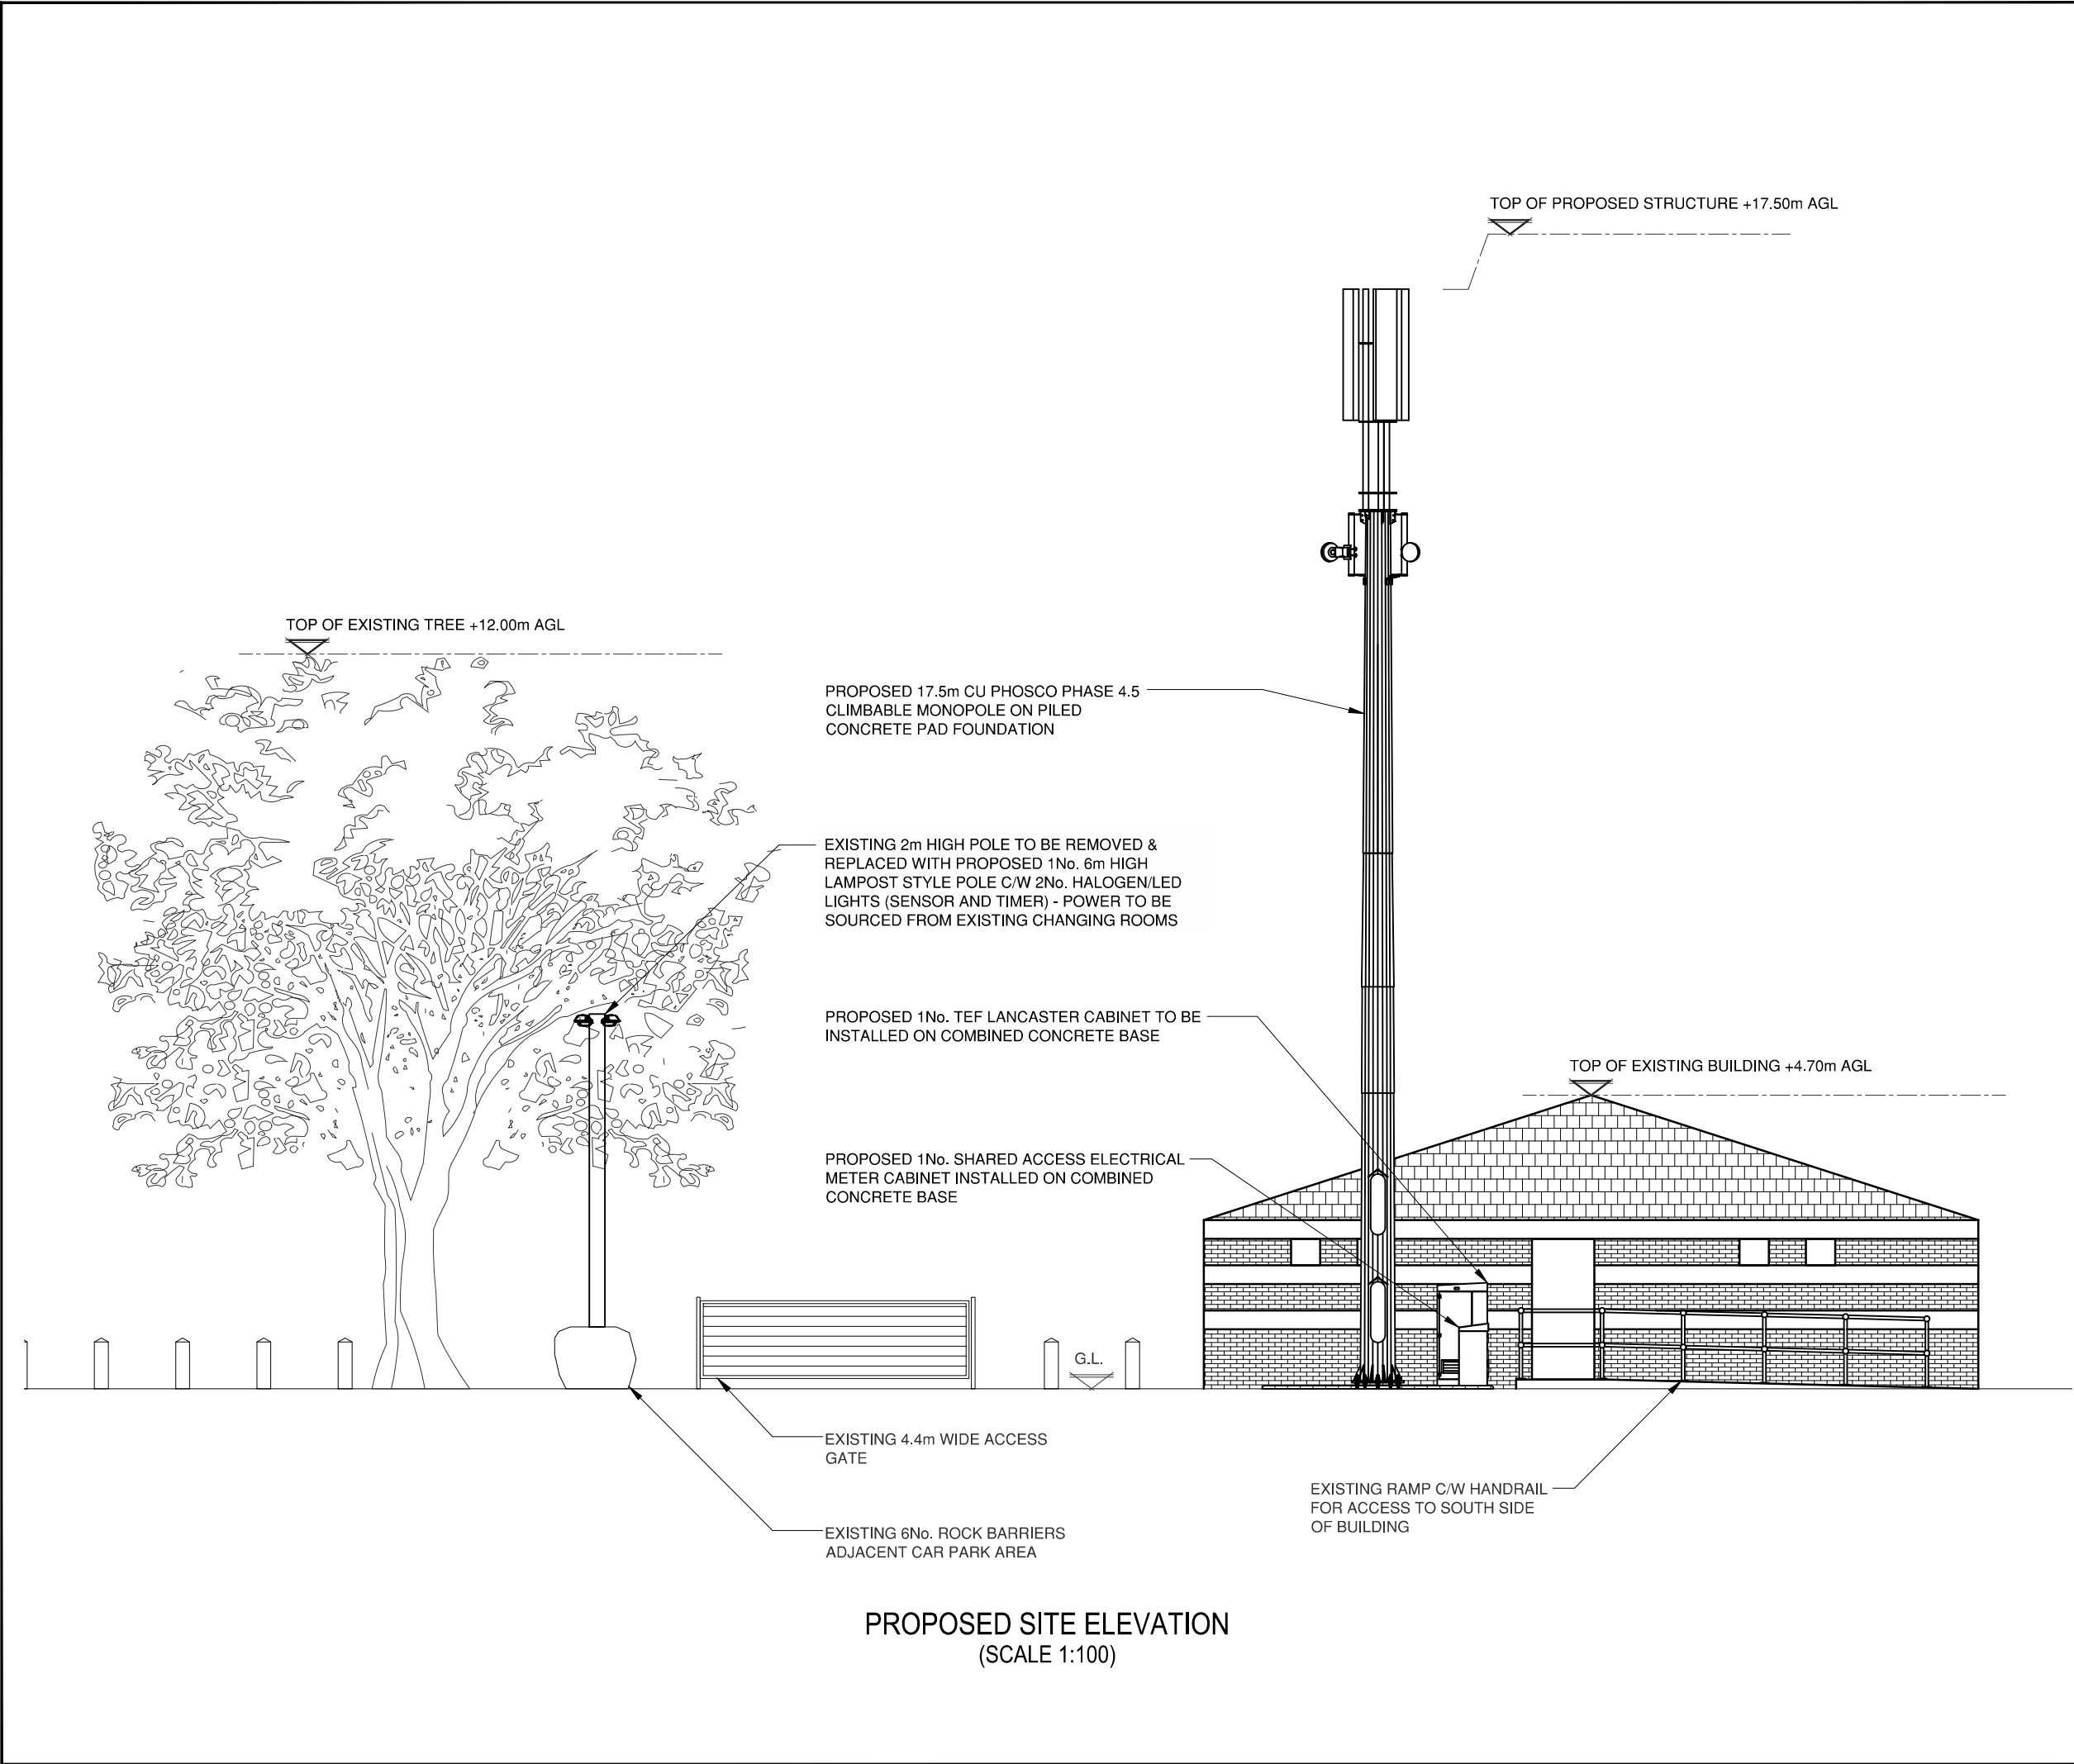 TOP OF PROPOSED STRUCTURE +17.50m AGL
TOP OF EXISTING TREE +12.00m AGL
PROPOSED 17.5m CU PHOSCO PHASE 4.5
CLIMBABLE MONOPOLE ON PILED
CONCRETE PAD FOUNDATION
EXISTING 2m HIGH POLE TO BE REMOVED &
REPLACED WITH PROPOSED 1No. 6m HIGH
LAMPOST STYLE POLE C/W 2No. HALOGEN/LED
LIGHTS (SENSOR AND TIMER) - POWER TO BE
SOURCED FROM EXISTING CHANGING ROOMS
PROPOSED 1No. TEF LANCASTER CABINET TO BE
INSTALLED ON COMBINED CONCRETE BASE
TOP OF EXISTING BUILDING +4.70m AGL
PROPOSED 1No. SHARED ACCESS ELECTRICAL
METER CABINET INSTALLED ON COMBINED
CONCRETE BASE
G.L.
EXISTING 4.4m WIDE ACCESS
GATE
EXISTING RAMP C/W HANDRAIL
FOR ACCESS TO SOUTH SIDE
OF BUILDING
EXISTING 6No. ROCK BARRIERS
ADJACENT CAR PARK AREA
PROPOSED SITE ELEVATION
(SCALE 1:100)